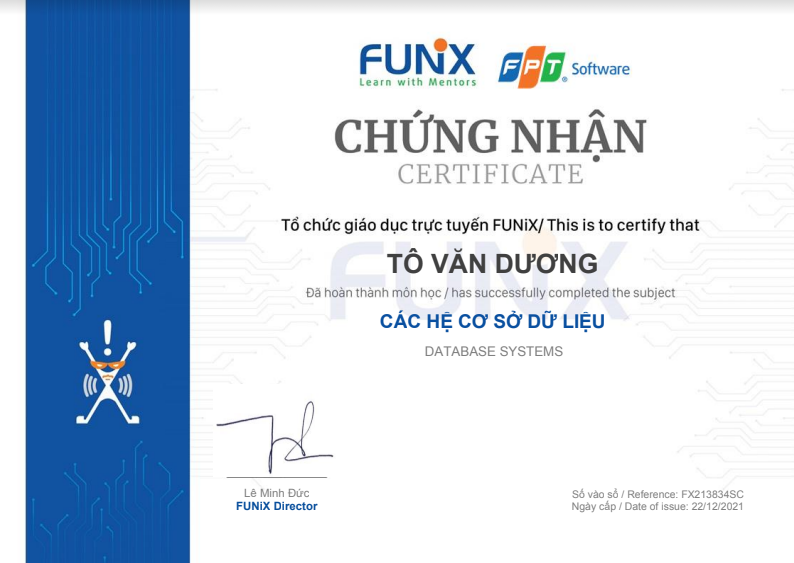 FUNiX
Learn with Mentors
FPT Software
CHỨNG NHẬN
CERTIFICATE
Tổ chức giáo dục trực tuyến FUNiX/ This is to certify that
TÔ VĂN DƯƠNG
Đã hoàn thành môn học / has successfully completed the subject
CÁC HỆ CƠ SỞ DỮ LIỆU
DATABASE SYSTEMS
Lê Minh Đức
FUNiX Director
Số vào sổ / Reference: FX213834SC
Ngày cấp / Date of issue: 22/12/2021